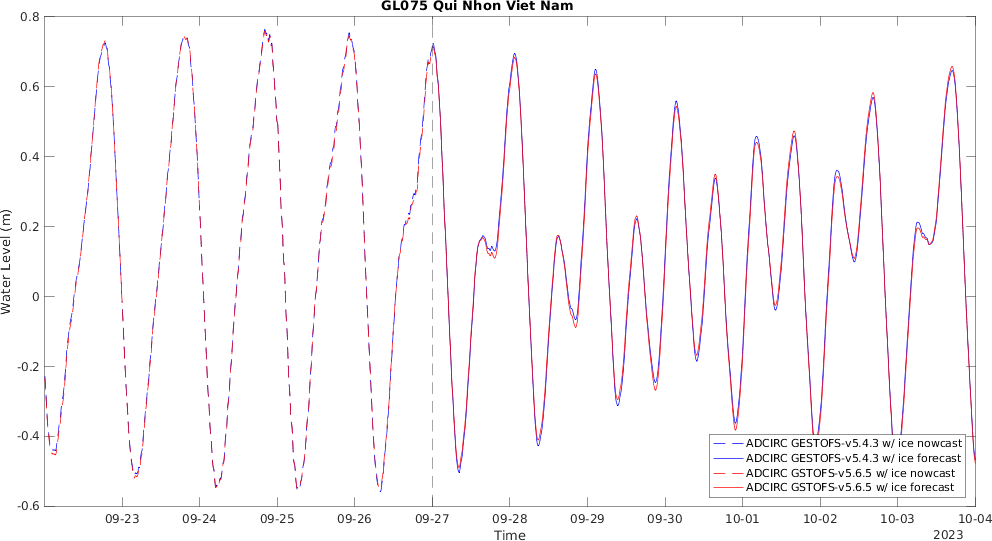 GL075 Qui Nhon Viet Nam
0.8
0.6
0.4
0.2
0
-0.2
-0.4
-0.6
Water Level (m)
ADCIRC GESTOFS-v5.4.3 w/ ice nowcast
ADCIRC GESTOFS-v5.4.3 w/ ice forecast
ADCIRC GSTOFS-v5.6.5 w/ ice nowcast
ADCIRC GSTOFS-v5.6.5 w/ ice forecast
09-23 09-24 09-25 09-26 09-27 09-28 09-29 09-30 10-01 10-02 10-03 10-04
Time
2023